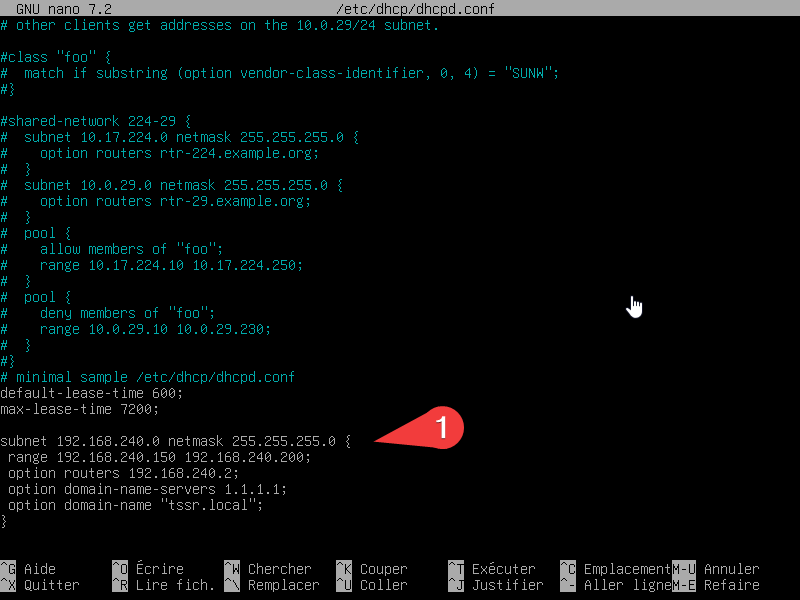 GNU nano 7.2 /etc/dhcp/dhcpd.conf
# other clients get addresses on the 10.0.29/24 subnet.
#class "foo" {
#  match if substring (option vendor-class-identifier, 0, 4) = "SUNW";
#}
#shared-network 224-29 {
#  subnet 10.17.224.0 netmask 255.255.255.0 {
#    option routers rtr-224.example.org;
#  }
#  subnet 10.0.29.0 netmask 255.255.255.0 {
#    option routers rtr-29.example.org;
#  }
#  pool {
#    allow members of "foo";
#    range 10.17.224.10 10.17.224.250;
#  }
#  pool {
#    deny members of "foo";
#    range 10.0.29.10 10.0.29.230;
#  }
#}
# minimal sample /etc/dhcp/dhcpd.conf
default-lease-time 600;
max-lease-time 7200;
subnet 192.168.240.0 netmask 255.255.255.0 {
1
 range 192.168.240.150 192.168.240.200;
 option routers 192.168.240.2;
 option domain-name-servers 1.1.1.1;
 option domain-name "tssr.local";
}
^G Aide ^O Écrire ^W Chercher ^K Couper ^T Exécuter ^C Emplacement M-U Annuler
^X Quitter ^R Lire fich. ^\ Remplacer ^U Coller ^J Justifier ^- Aller ligne M-E Refaire